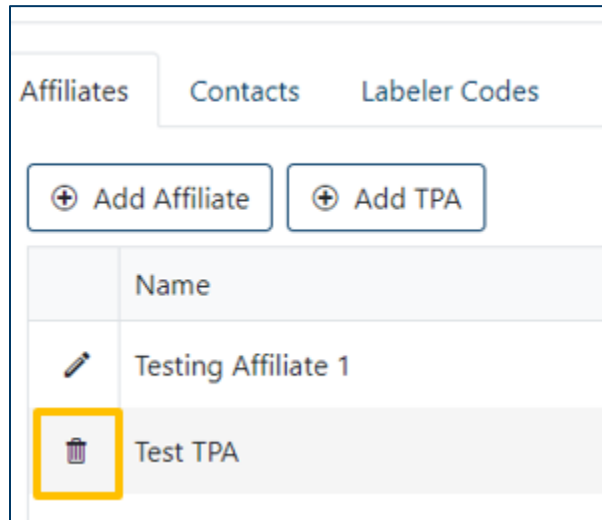 Affiliates Contacts Labeler Codes
Add Affiliate Add TPA
Name
Testing Affiliate 1
Test TPA